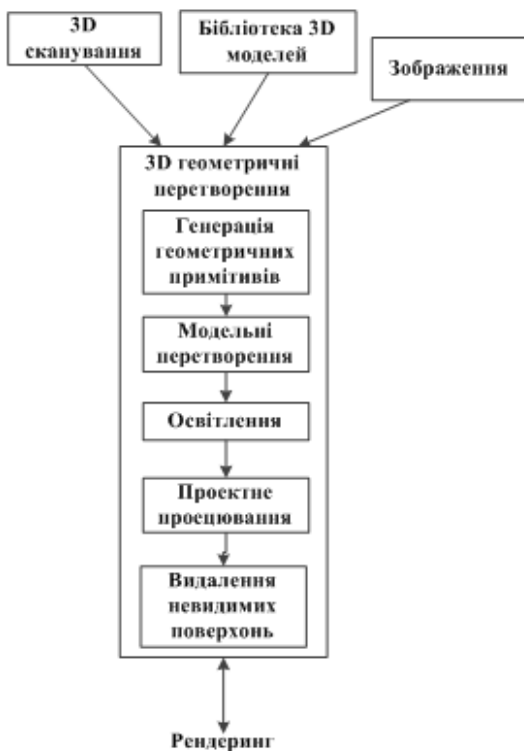 3D
сканування
Бібліотека 3D
моделей
Зображення
3D геометричні
перетворення
Генерація
геометричних
примітивів
Модельні
перетворення
Освітлення
Проектне
проецювання
Видалення
невидимих
поверхонь
Рендеринг